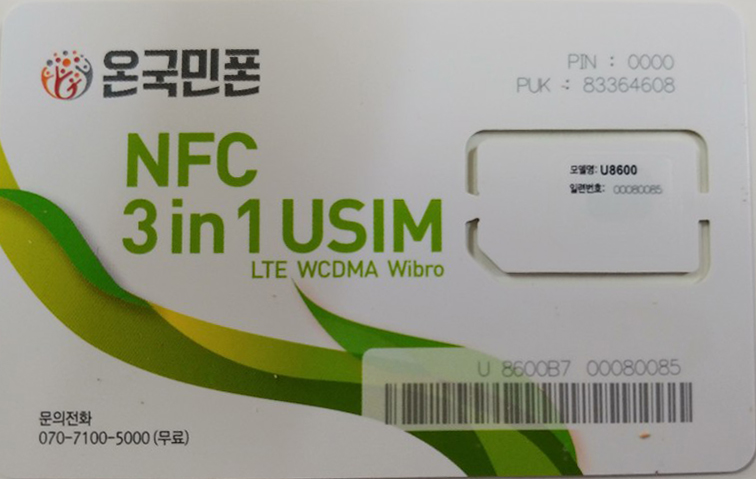 온국민폰
PIN : 0000
PUK : 83364608
NFC
3 in 1 USIM
LTE WCDMA Wibro
모델명: U8600
일련번호: 00080085
U 8600B7 00080085
문의전화
070-7100-5000 (무료)